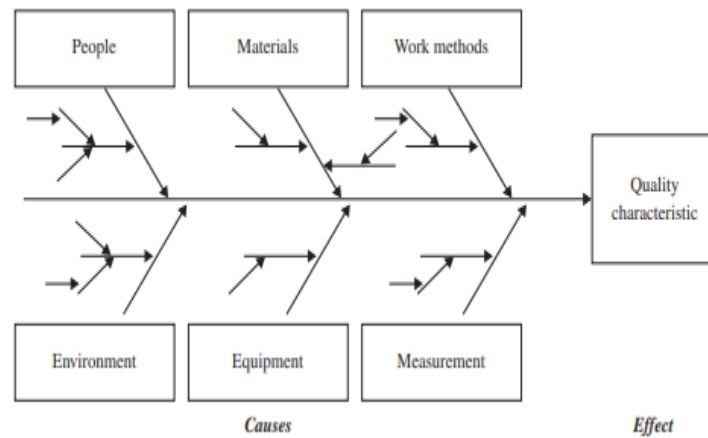 People
Materials
Work methods
Quality
characteristic
Environment
Equipment
Measurement
Causes
Effect